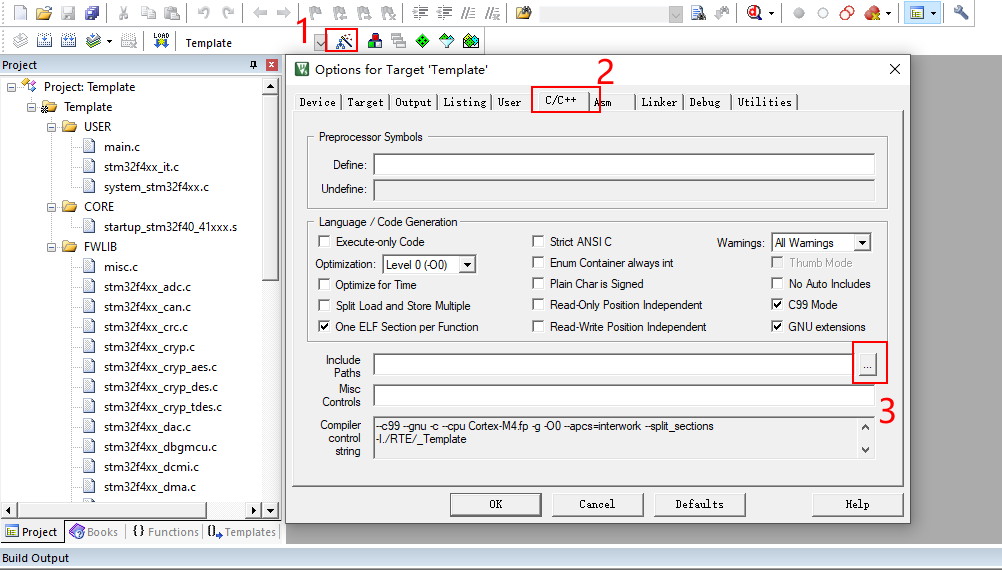 LOAD
Template
1
Project
Project: Template
Template
USER
main.c
stm32f4xx_it.c
system_stm32f4xx.c
CORE
startup_stm32f40_41xxx.s
FWLIB
misc.c
stm32f4xx_adc.c
stm32f4xx_can.c
stm32f4xx_crc.c
stm32f4xx_cryp.c
stm32f4xx_cryp_aes.c
stm32f4xx_cryp_des.c
stm32f4xx_cryp_tdes.c
stm32f4xx_dac.c
stm32f4xx_dbgmcu.c
stm32f4xx_dcmi.c
stm32f4xx_dma.c
Project Books {} Functions Templates
Build Output
Options for Target 'Template'
2
Device Target Output Listing User C/C++ Asm Linker Debug Utilities
Preprocessor Symbols
Define:
Undefine:
Language / Code Generation
Execute-only Code
Optimization: Level 0 (-O0)
Optimize for Time
Split Load and Store Multiple
One ELF Section per Function
Strict ANSI C
Enum Container always int
Plain Char is Signed
Read-Only Position Independent
Read-Write Position Independent
Warnings: All Warnings
Thumb Mode
No Auto Includes
C99 Mode
GNU extensions
Include
Paths
...
3
Misc
Controls
Compiler
control
string
--c99 --gnu -c --cpu Cortex-M4.fp -g -O0 --apcs=interwork --split_sections
-I./RTE/_Template
OK Cancel Defaults Help